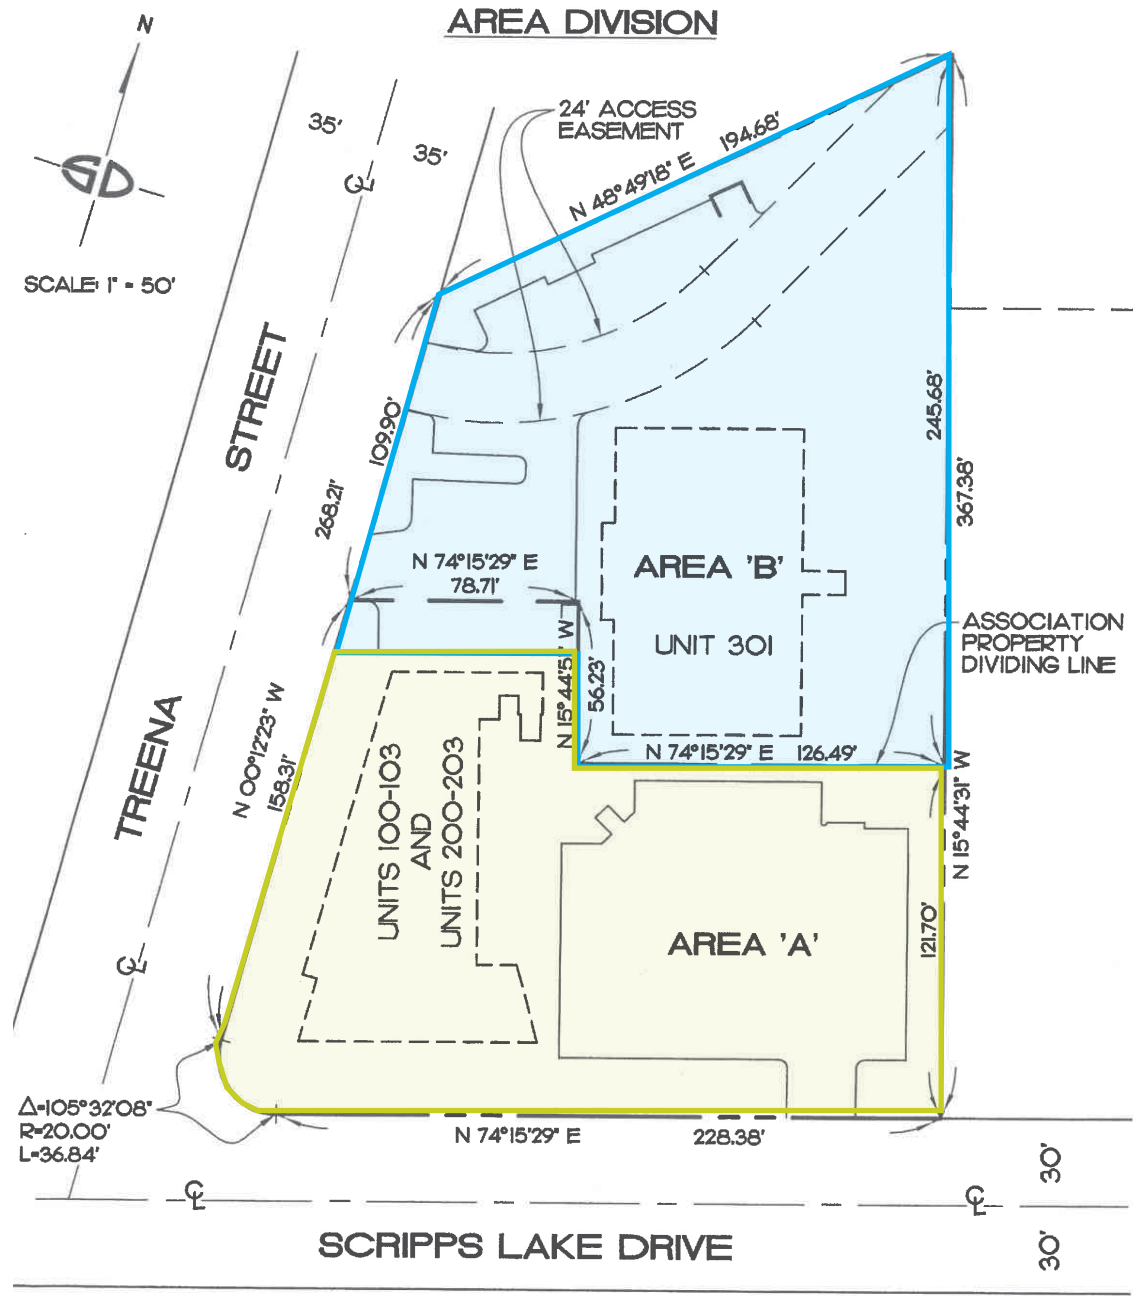 AREA DIVISION
N
SD
SCALE: 1" = 50'
35'
35'
℄
24' ACCESS
EASEMENT
N 48°49'18" E
194.68'
STREET
TREENA
109.90'
268.21'
245.68'
367.38'
N 74°15'29" E
78.71'
AREA 'B'
UNIT 301
ASSOCIATION
PROPERTY
DIVIDING LINE
56.23'
N 74°15'29" E
126.49'
N 00°12'23" W
158.31'
UNITS 100-103
AND
UNITS 200-203
N 15°44'31" W
AREA 'A'
121.70'
℄
Δ=105°32'08"
R=20.00'
L=36.84'
N 74°15'29" E
228.38'
30'
℄
℄
SCRIPPS LAKE DRIVE
30'